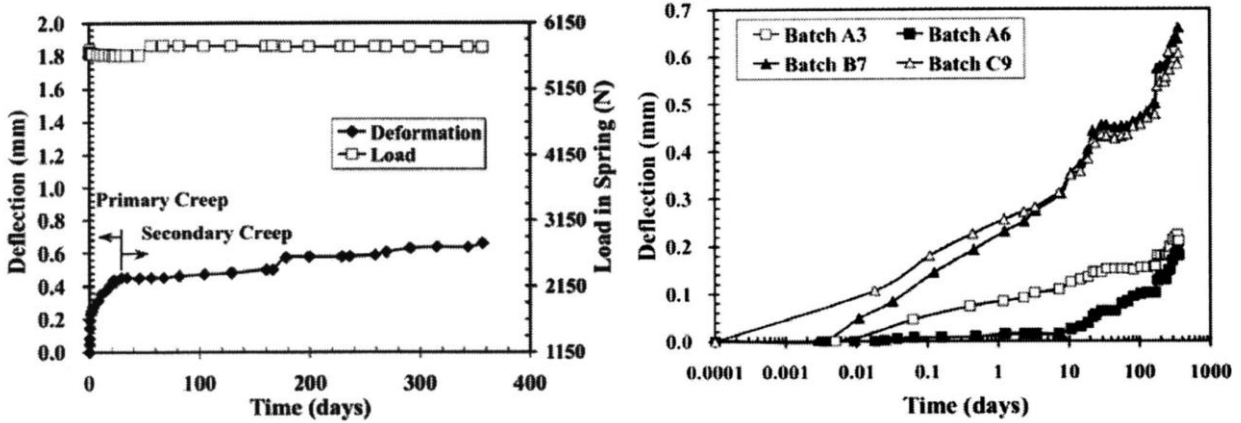 2.0
1.8
1.6
1.4
1.2
1.0
0.8
0.6
0.4
0.2
0.0
Deflection (mm)
6150
5150
4150
3150
2150
1150
Load in Spring (N)
Deformation
Load
Primary Creep
Secondary Creep
0 100 200 300 400
Time (days)
0.7
0.6
0.5
0.4
0.3
0.2
0.1
0.0
Deflection (mm)
Batch A3 Batch A6
Batch B7 Batch C9
0.0001 0.001 0.01 0.1 1 10 100 1000
Time (days)